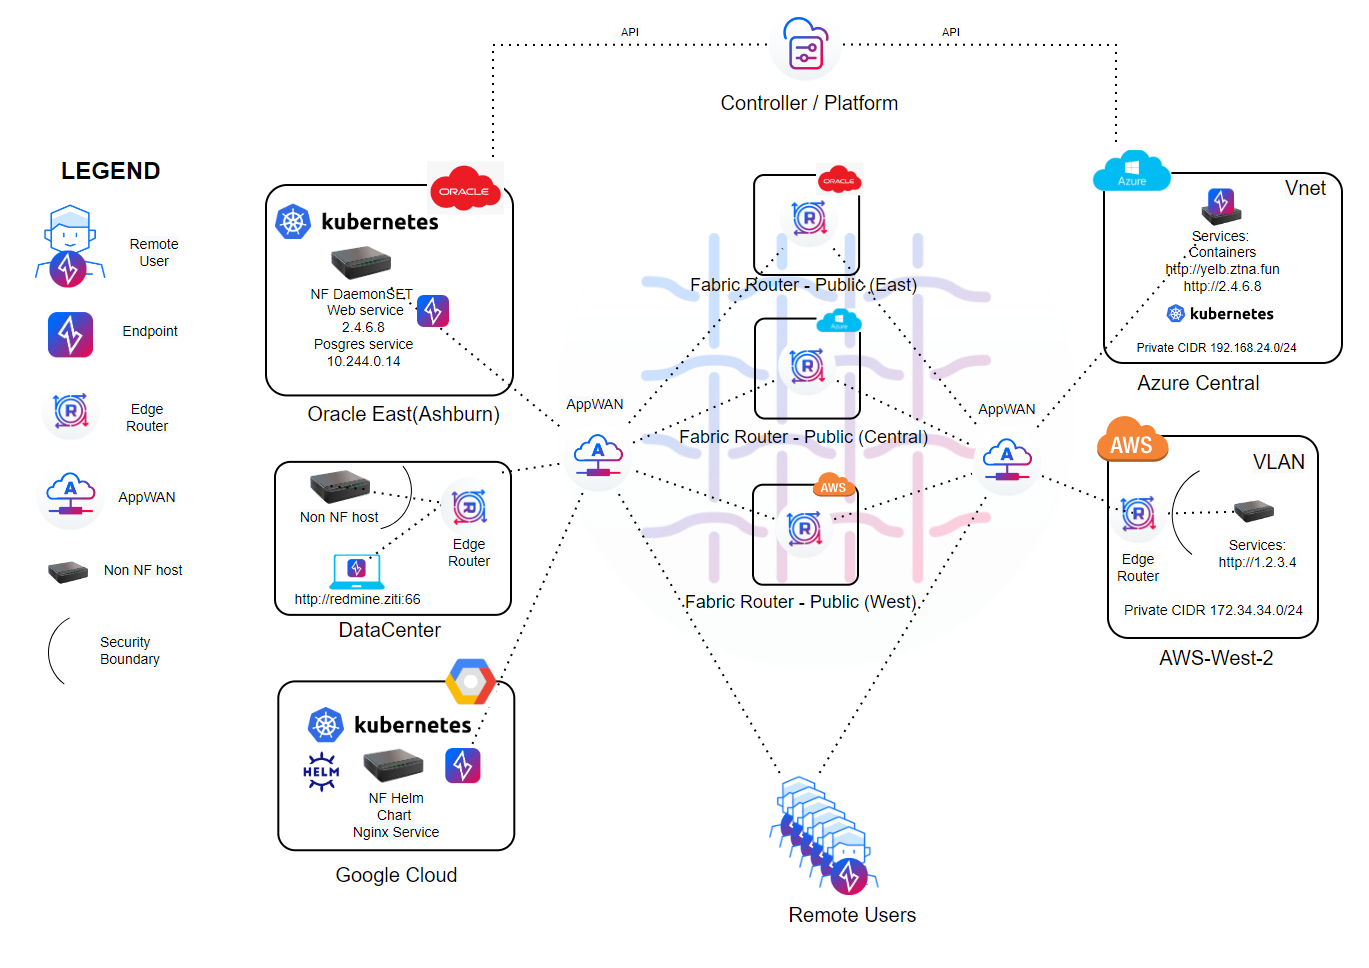 API
API
Controller / Platform
LEGEND
Remote
User
Endpoint
Edge
Router
A
AppWAN
Non NF host
Security
Boundary
ORACLE
kubernetes
NF DaemonSET
Web service
2.4.6.8
Posgres service
10.244.0.14
Oracle East(Ashburn)
Non NF host
Edge
Router
http://redmine.ziti:66
DataCenter
kubernetes
HELM
NF Helm
Chart
Nginx Service
Google Cloud
AppWAN
A
ORACLE
R
Fabric Router - Public (East)
Azure
R
Fabric Router - Public (Central)
AWS
R
Fabric Router - Public (West)
AppWAN
A
Remote Users
Azure
Vnet
Services:
Containers
http://yelb.ztna.fun
http://2.4.6.8
kubernetes
Private CIDR 192.168.24.0/24
Azure Central
AWS
VLAN
R
Edge
Router
Services:
http://1.2.3.4
Private CIDR 172.34.34.0/24
AWS-West-2